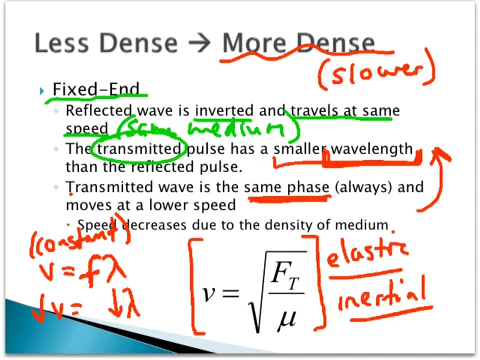 Less Dense → More Dense
(slower)
Fixed-End
Reflected wave is inverted and travels at same
speed (same medium)
The transmitted pulse has a smaller wavelength
than the reflected pulse.
Transmitted wave is the same phase (always) and
moves at a lower speed
Speed decreases due to the density of medium
(constant)
v = fλ
↓v = ↓λ
[v = √(F_T/μ)]
elastic
inertial